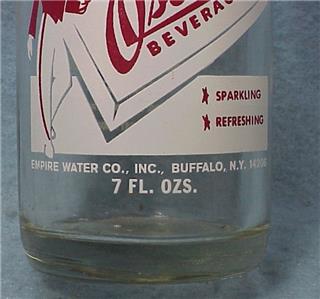 BEVERAG
SPARKLING
REFRESHING
EMPIRE WATER CO., INC., BUFFALO, N.Y. 14206
7 FL. OZS.